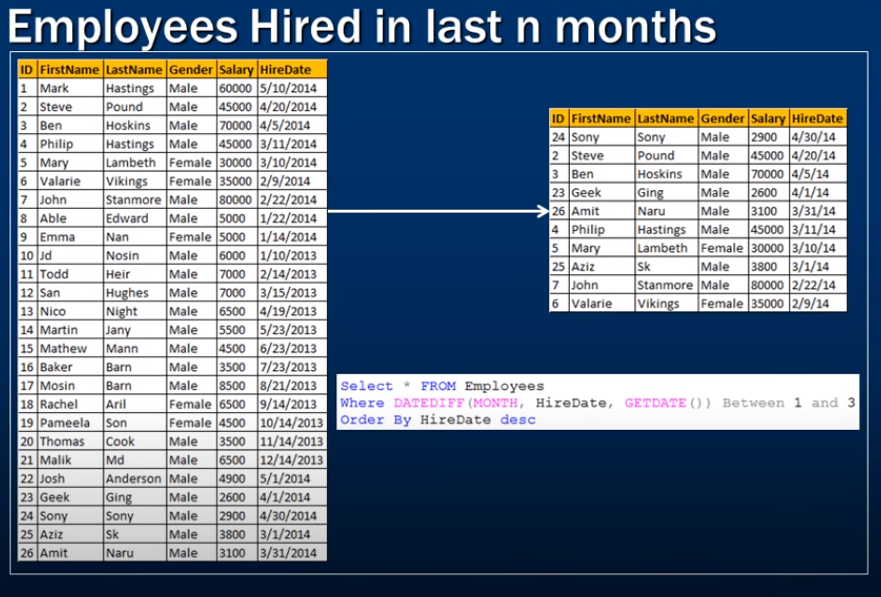 Employees Hired in last n months
ID FirstName LastName Gender Salary HireDate
1 Mark Hastings Male 60000 5/10/2014
2 Steve Pound Male 45000 4/20/2014
3 Ben Hoskins Male 70000 4/5/2014
4 Philip Hastings Male 45000 3/11/2014
5 Mary Lambeth Female 30000 3/10/2014
6 Valarie Vikings Female 35000 2/9/2014
7 John Stanmore Male 80000 2/22/2014
8 Able Edward Male 5000 1/22/2014
9 Emma Nan Female 5000 1/14/2014
10 Jd Nosin Male 6000 1/10/2013
11 Todd Heir Male 7000 2/14/2013
12 San Hughes Male 7000 3/15/2013
13 Nico Night Male 6500 4/19/2013
14 Martin Jany Male 5500 5/23/2013
15 Mathew Mann Male 4500 6/23/2013
16 Baker Barn Male 3500 7/23/2013
17 Mosin Barn Male 8500 8/21/2013
18 Rachel Aril Female 6500 9/14/2013
19 Pameela Son Female 4500 10/14/2013
20 Thomas Cook Male 3500 11/14/2013
21 Malik Md Male 6500 12/14/2013
22 Josh Anderson Male 4900 5/1/2014
23 Geek Ging Male 2600 4/1/2014
24 Sony Sony Male 2900 4/30/2014
25 Aziz Sk Male 3800 3/1/2014
26 Amit Naru Male 3100 3/31/2014
ID FirstName LastName Gender Salary HireDate
24 Sony Sony Male 2900 4/30/14
2 Steve Pound Male 45000 4/20/14
3 Ben Hoskins Male 70000 4/5/14
23 Geek Ging Male 2600 4/1/14
26 Amit Naru Male 3100 3/31/14
4 Philip Hastings Male 45000 3/11/14
5 Mary Lambeth Female 30000 3/10/14
25 Aziz Sk Male 3800 3/1/14
7 John Stanmore Male 80000 2/22/14
6 Valarie Vikings Female 35000 2/9/14
Select * FROM Employees
Where DATEDIFF(MONTH, HireDate, GETDATE()) Between 1 and 3
Order By HireDate desc